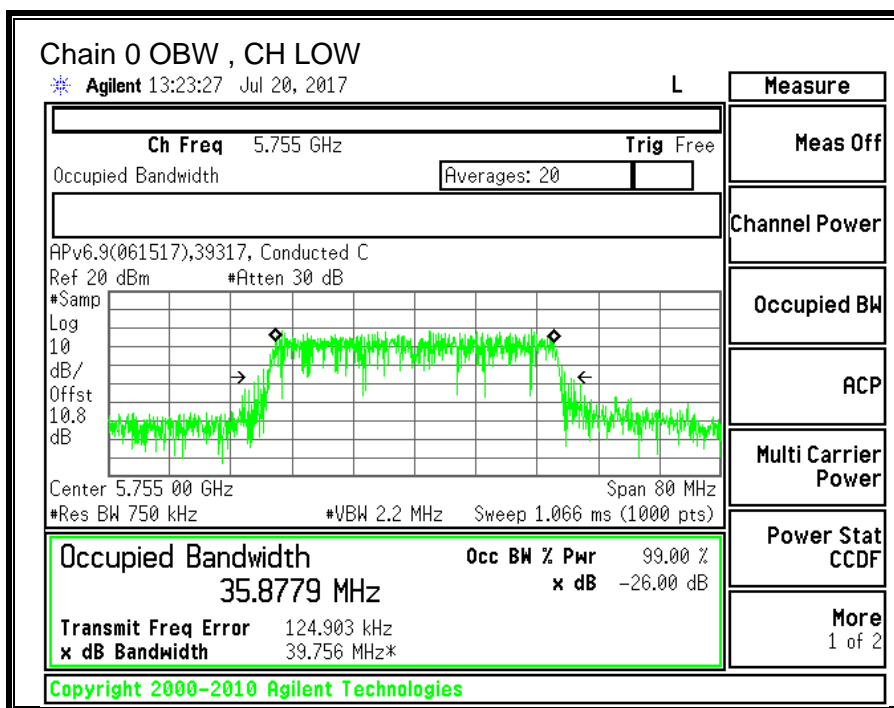 Chain 0 OBW , CH LOW
Agilent 13:23:27 Jul 20, 2017 L
Measure
Ch Freq 5.755 GHz Trig Free
Occupied Bandwidth Averages: 20
APv6.9(061517),39317, Conducted C
Ref 20 dBm #Atten 30 dB
#Samp
Log
10
dB/
Offst
10.8
dB
Center 5.755 00 GHz Span 80 MHz
#Res BW 750 kHz #VBW 2.2 MHz Sweep 1.066 ms (1000 pts)
Occupied Bandwidth Occ BW % Pwr 99.00 %
35.8779 MHz x dB -26.00 dB
Transmit Freq Error 124.903 kHz
x dB Bandwidth 39.756 MHz*
Meas Off
Channel Power
Occupied BW
ACP
Multi Carrier
Power
Power Stat
CCDF
More
1 of 2
Copyright 2000-2010 Agilent Technologies